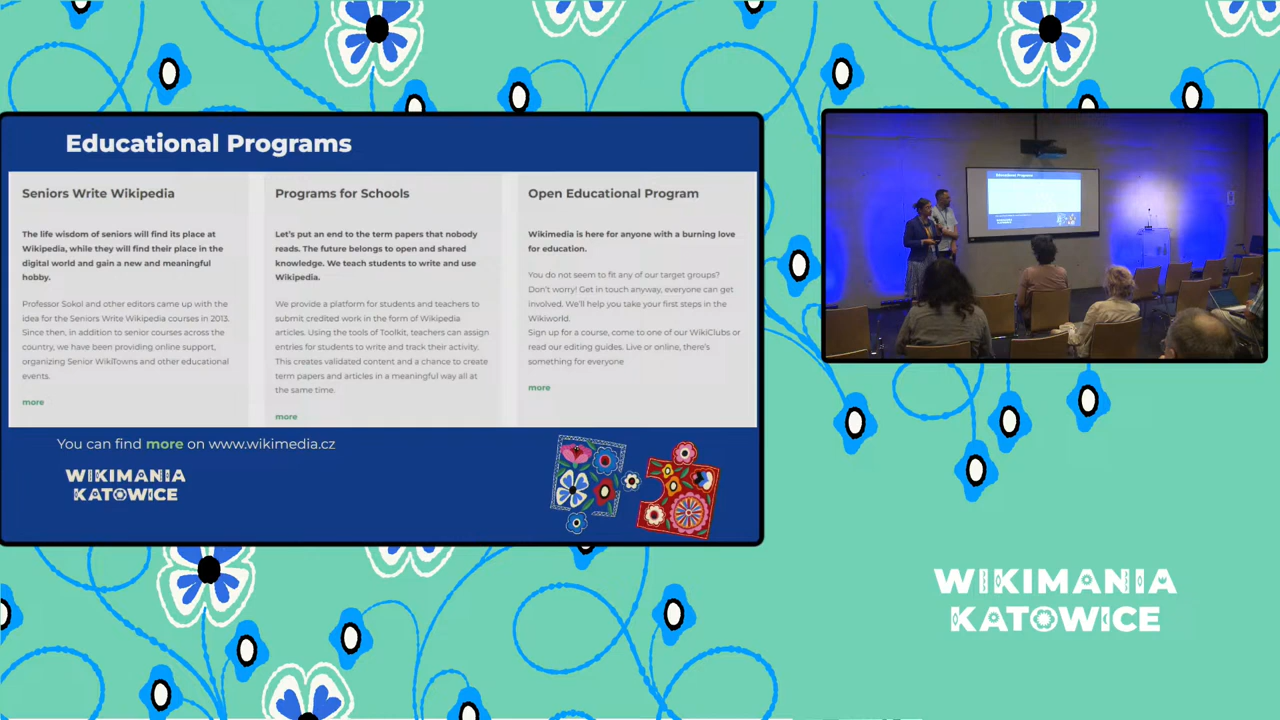 Educational Programs
Seniors Write Wikipedia
The life wisdom of seniors will find its place at
Wikipedia, while they will find their place in the
digital world and gain a new and meaningful
hobby.
Professor Sokol and other editors came up with the
idea for the Seniors Write Wikipedia courses in 2013.
Since then, in addition to senior courses across the
country, we have been providing online support,
organizing Senior WikiTowns and other educational
events.
more
Programs for Schools
Let's put an end to the term papers that nobody
reads. The future belongs to open and shared
knowledge. We teach students to write and use
Wikipedia.
We provide a platform for students and teachers to
submit credited work in the form of Wikipedia
articles. Using the tools of Toolkit, teachers can assign
entries for students to write and track their activity.
This creates validated content and a chance to create
term papers and articles in a meaningful way all at
the same time.
more
Open Educational Program
Wikimedia is here for anyone with a burning love
for education.
You do not seem to fit any of our target groups?
Don't worry! Get in touch anyway, everyone can get
involved. We'll help you take your first steps in the
Wikiworld.
Sign up for a course, come to one of our WikiClubs or
read our editing guides. Live or online, there's
something for everyone
more
You can find more on www.wikimedia.cz
WIKIMANIA
KATOWICE
Educational Programs
WIKIMANIA
KATOWICE